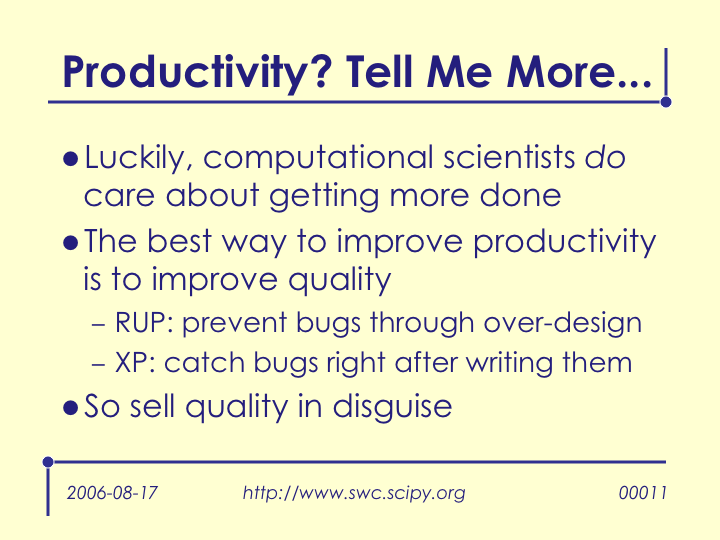 Productivity? Tell Me More...
● Luckily, computational scientists do
care about getting more done
● The best way to improve productivity
is to improve quality
– RUP: prevent bugs through over-design
– XP: catch bugs right after writing them
● So sell quality in disguise
2006-08-17 http://www.swc.scipy.org 00011